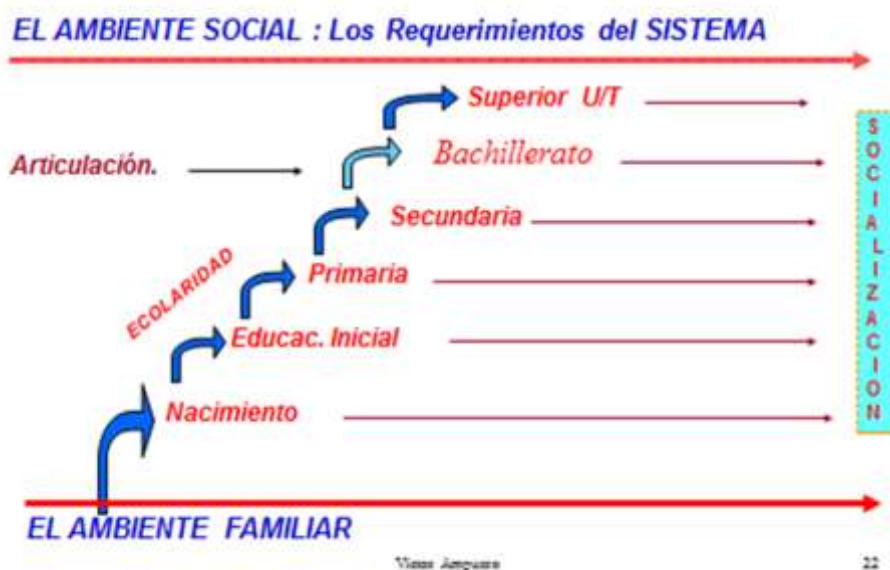 EL AMBIENTE SOCIAL : Los Requerimientos del SISTEMA
Superior U/T
Bachillerato
Articulación.
Secundaria
ECOLARIDAD
Primaria
Educac. Inicial
Nacimiento
SOCIALIZACION
EL AMBIENTE FAMILIAR
22